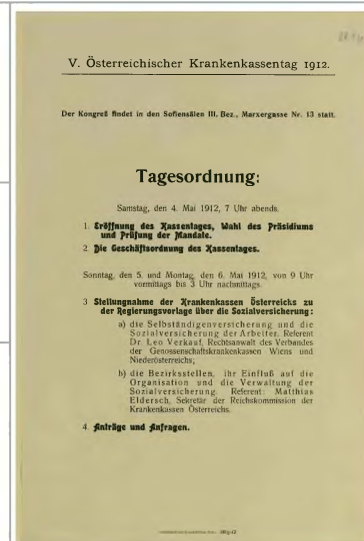 V. Österreichischer Krankenkassentag 1912.
Der Kongreß findet in den Sofiensälen III. Bez., Marxergasse Nr. 13 statt.
Tagesordnung:
Samstag, den 4. Mai 1912, 7 Uhr abends.
1. Eröffnung des Kassentages, Wahl des Präsidiums
und Prüfung der Mandate.
2. Die Geschäftsordnung des Kassentages.
Sonntag, den 5. und Montag, den 6. Mai 1912, von 9 Uhr
vormittags bis 3 Uhr nachmittags.
3 Stellungnahme der Krankenkassen Österreichs zu
der Regierungsvorlage über die Sozialversicherung:
a) die Selbständigenversicherung und die
Sozialversicherung der Arbeiter. Referent
Dr. Leo Verkauf, Rechtsanwalt des Verbandes
der Genossenschaftskrankenkassen Wiens und
Niederösterreichs;
b) die Bezirksstellen, ihr Einfluß auf die
Organisation und die Verwaltung der
Sozialversicherung. Referent: Matthias
Eldersch, Sekretär der Reichskommission der
Krankenkassen Österreichs.
4. Anträge und Anfragen.